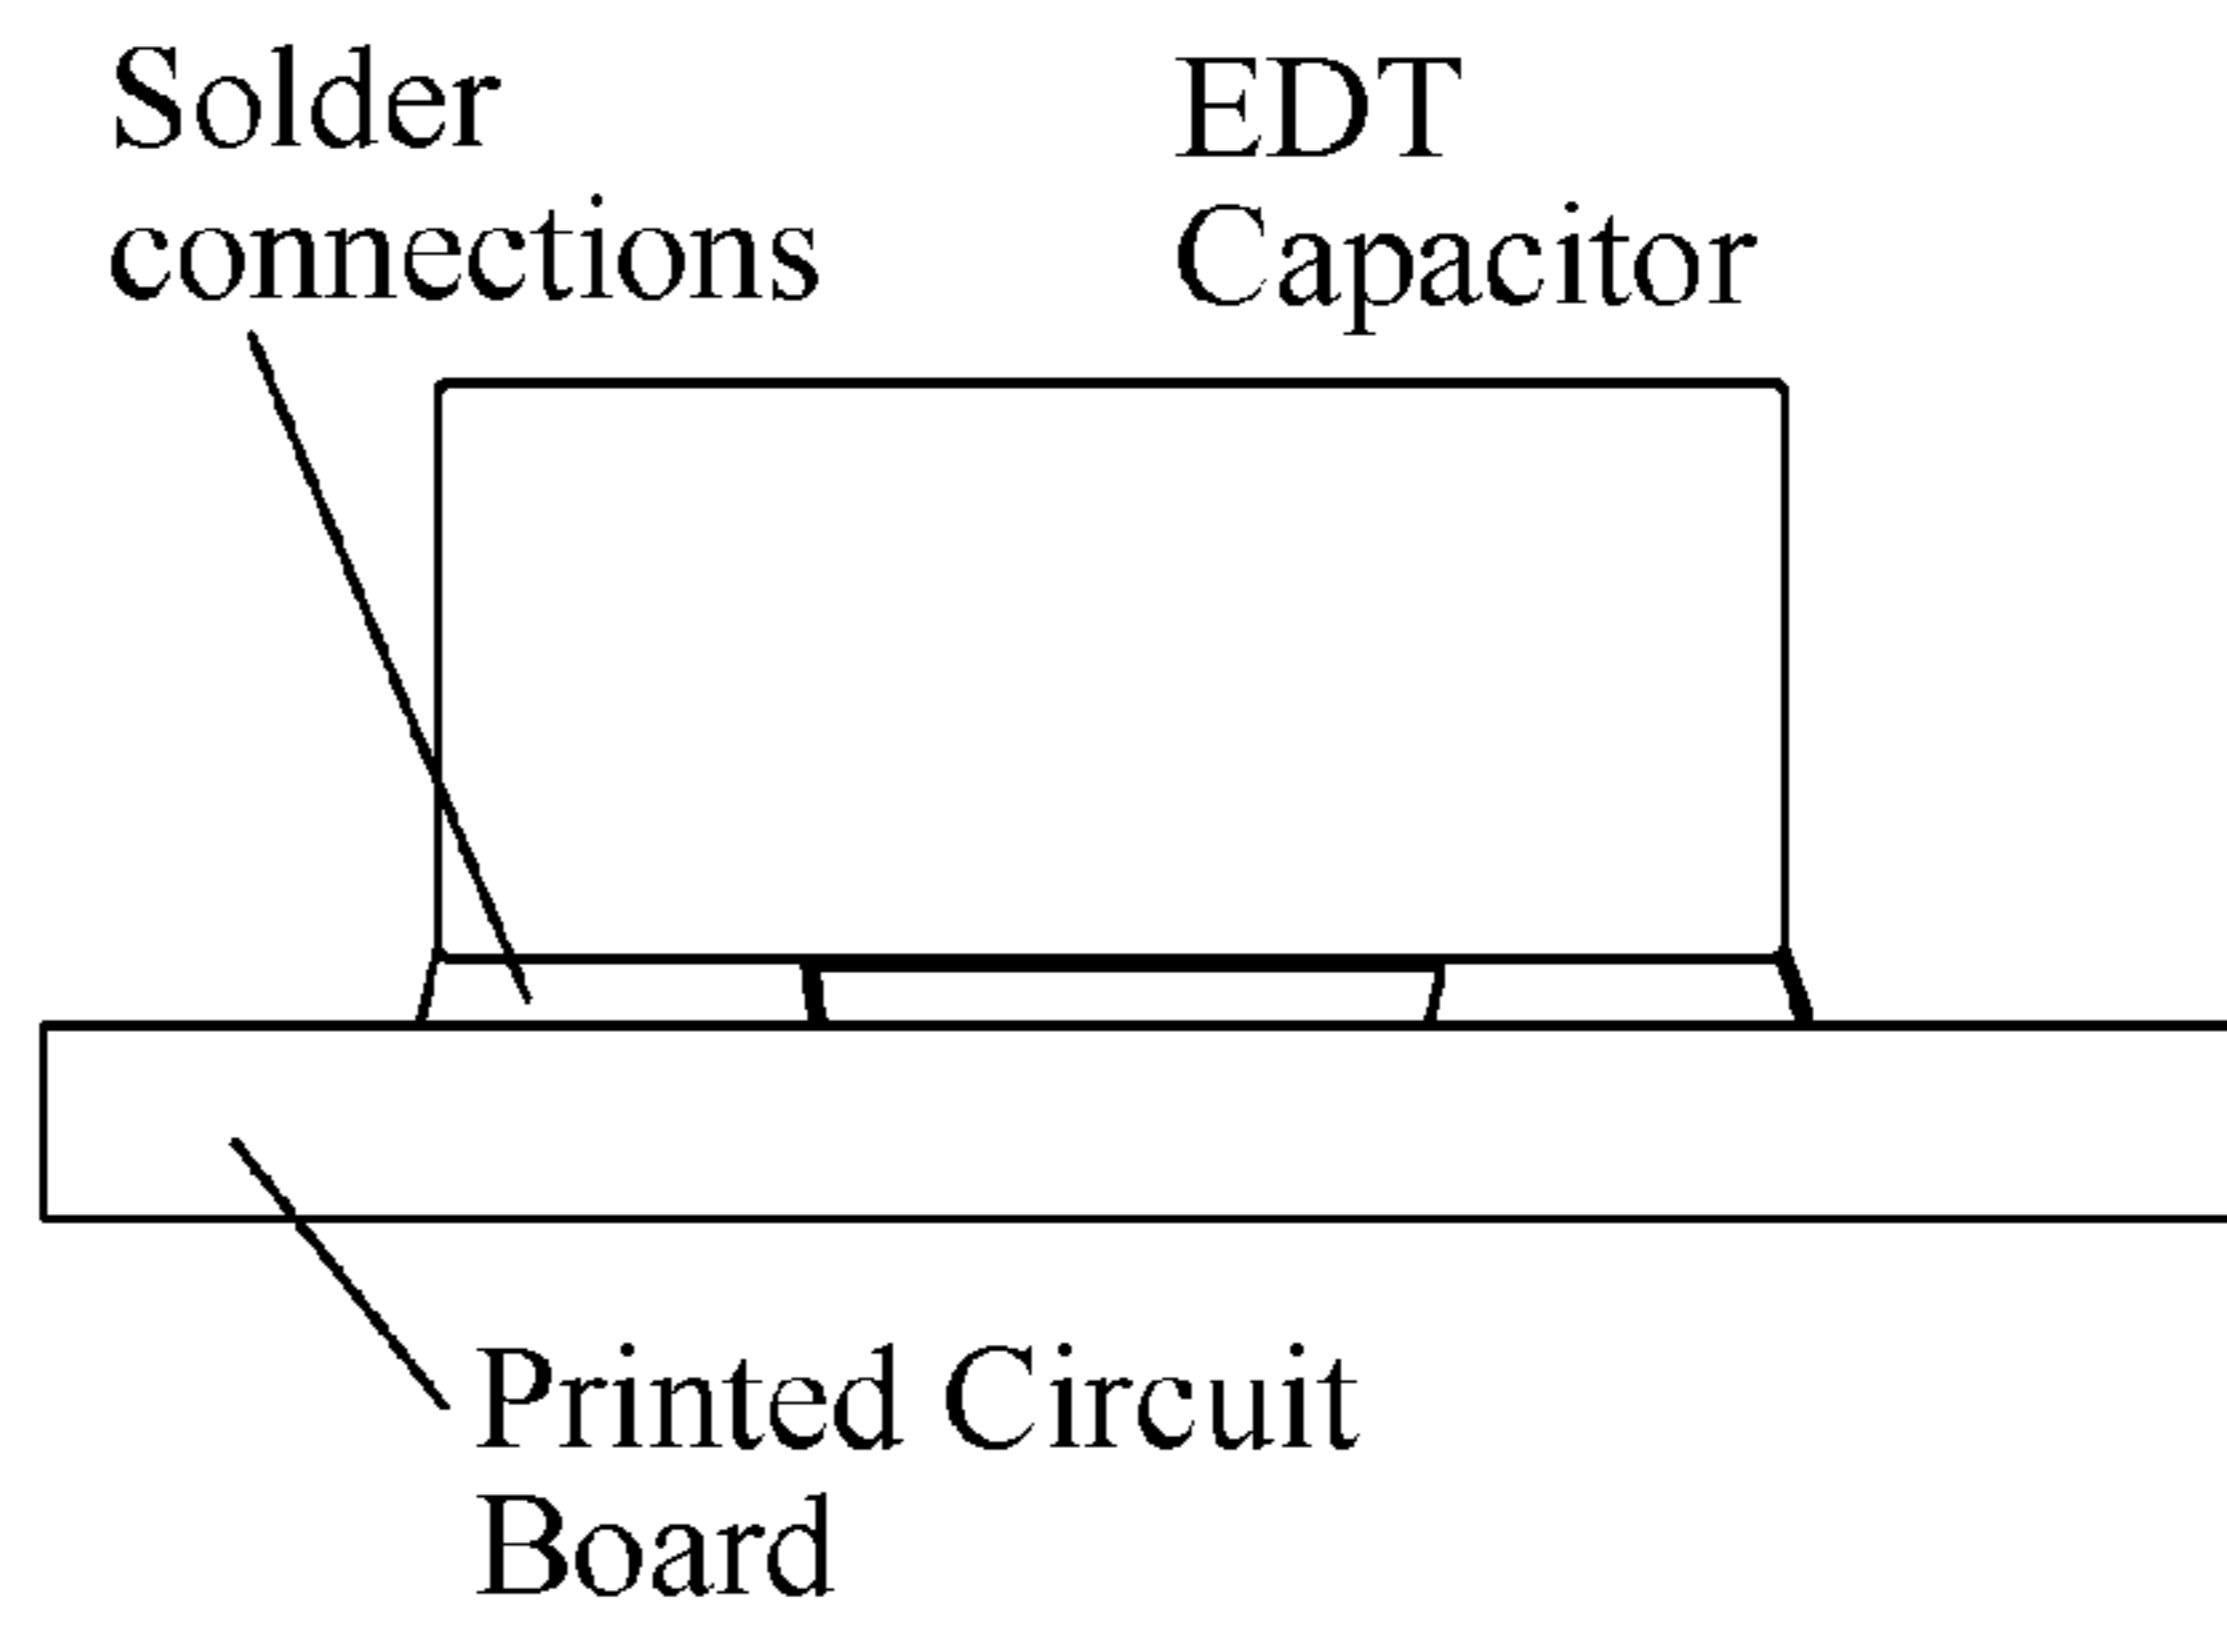 Solder
connections
EDT
Capacitor
Printed Circuit
Board